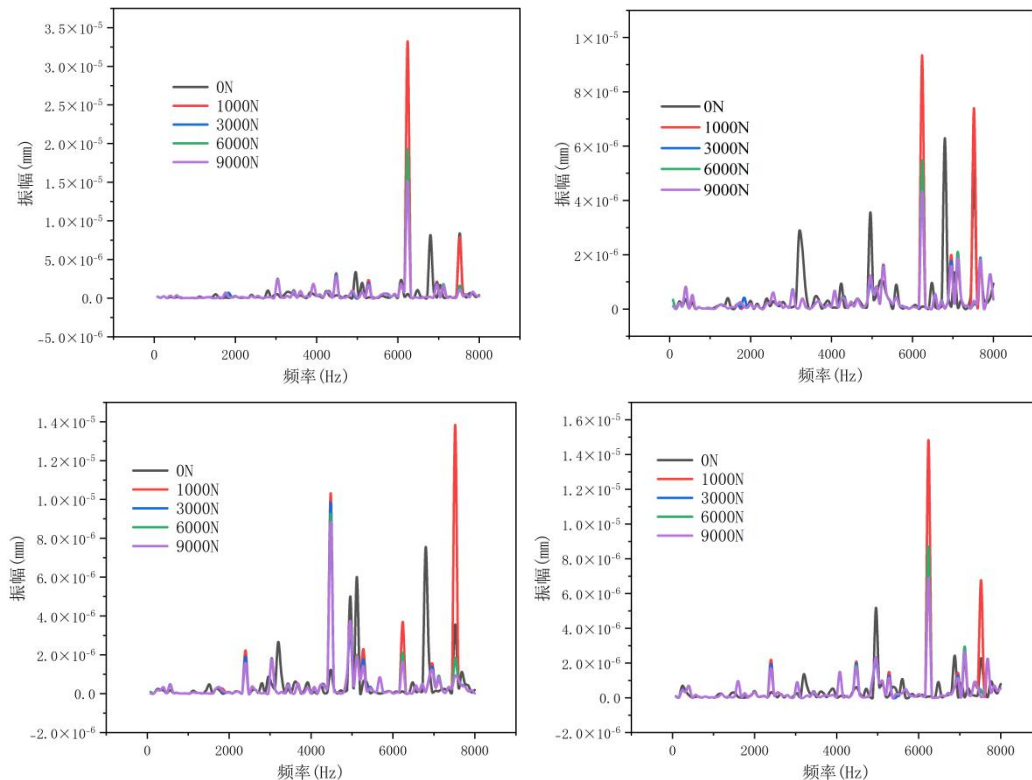 3.5×10⁻⁵
3.0×10⁻⁵
2.5×10⁻⁵
2.0×10⁻⁵
1.5×10⁻⁵
1.0×10⁻⁵
5.0×10⁻⁶
0.0
-5.0×10⁻⁶
振幅(mm)
0N
1000N
3000N
6000N
9000N
0 2000 4000 6000 8000
频率(Hz)
1×10⁻⁵
8×10⁻⁶
6×10⁻⁶
4×10⁻⁶
2×10⁻⁶
0
振幅(mm)
0N
1000N
3000N
6000N
9000N
0 2000 4000 6000 8000
频率(Hz)
1.4×10⁻⁵
1.2×10⁻⁵
1.0×10⁻⁵
8.0×10⁻⁶
6.0×10⁻⁶
4.0×10⁻⁶
2.0×10⁻⁶
0.0
-2.0×10⁻⁶
振幅(mm)
0N
1000N
3000N
6000N
9000N
0 2000 4000 6000 8000
频率(Hz)
1.6×10⁻⁵
1.4×10⁻⁵
1.2×10⁻⁵
1.0×10⁻⁵
8.0×10⁻⁶
6.0×10⁻⁶
4.0×10⁻⁶
2.0×10⁻⁶
0.0
-2.0×10⁻⁶
振幅(mm)
0N
1000N
3000N
6000N
9000N
0 2000 4000 6000 8000
频率(Hz)